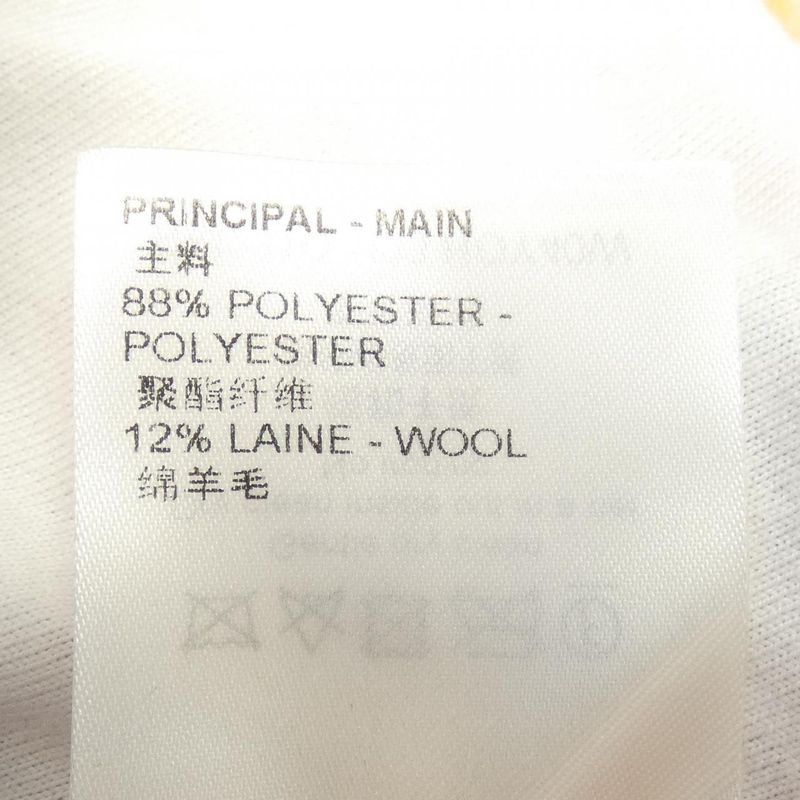 PRINCIPAL - MAIN
主料
88% POLYESTER -
POLYESTER
聚酯纤维
12% LAINE - WOOL
绵羊毛